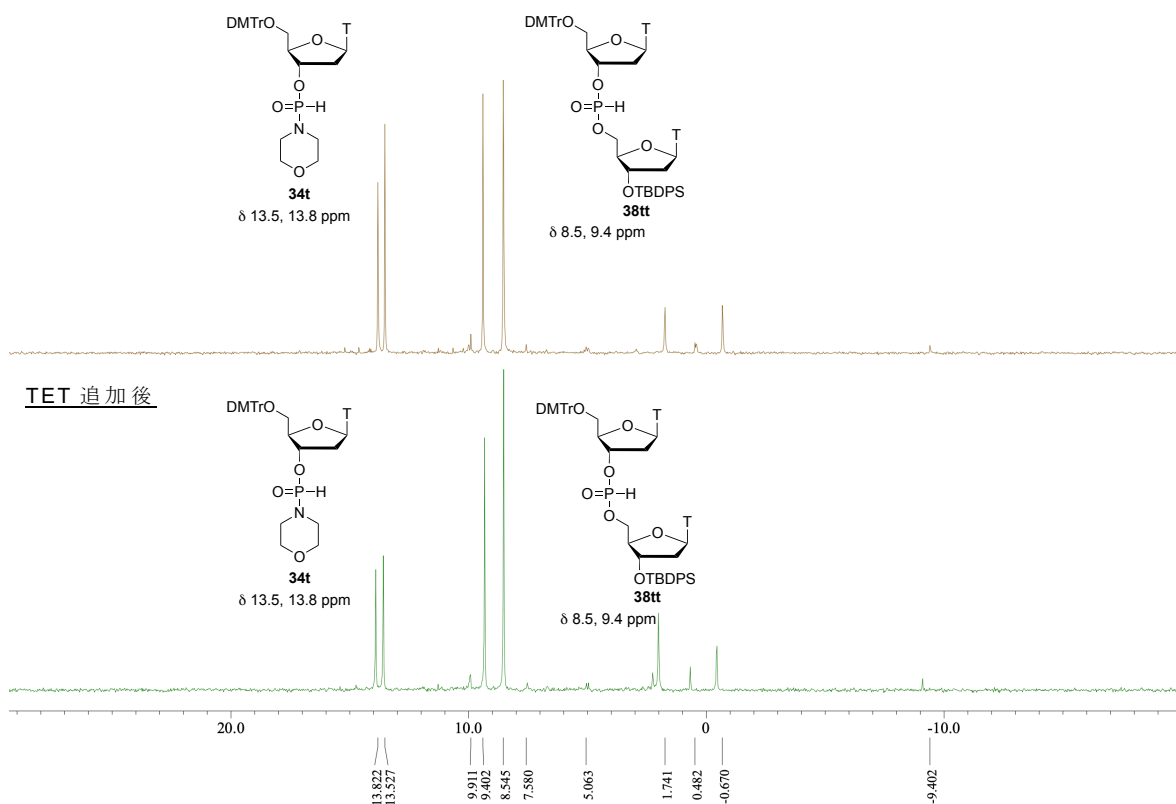 DMTrO
T
O
O
O=P-H
N
O
34t
δ 13.5, 13.8 ppm
DMTrO
T
O
O
O=P-H
O
O
T
OTBDPS
38tt
δ 8.5, 9.4 ppm
TET 追加後
DMTrO
T
O
O
O=P-H
N
O
34t
δ 13.5, 13.8 ppm
DMTrO
T
O
O
O=P-H
O
O
T
OTBDPS
38tt
δ 8.5, 9.4 ppm
20.0 10.0 0 -10.0
13.822
13.527
9.911
9.402
8.545
7.580
5.063
1.741
0.482
-0.670
-9.402